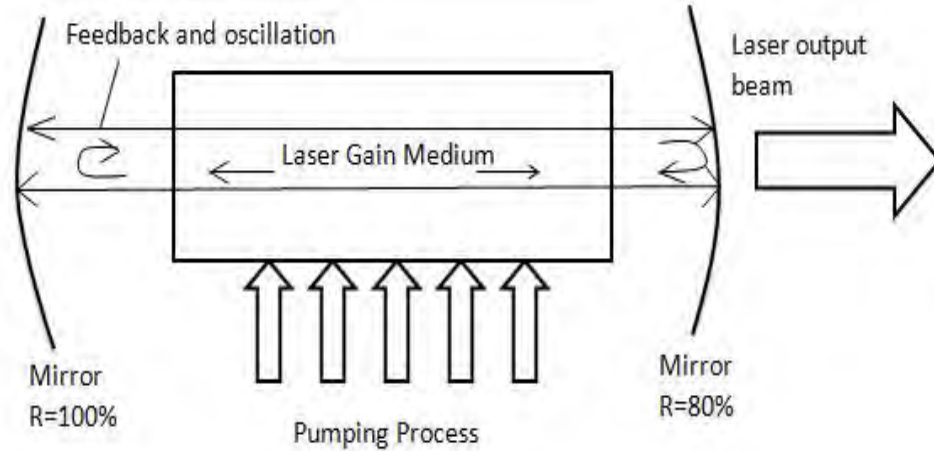 Feedback and oscillation
Laser output
beam
Laser Gain Medium
Mirror
R=100%
Mirror
R=80%
Pumping Process